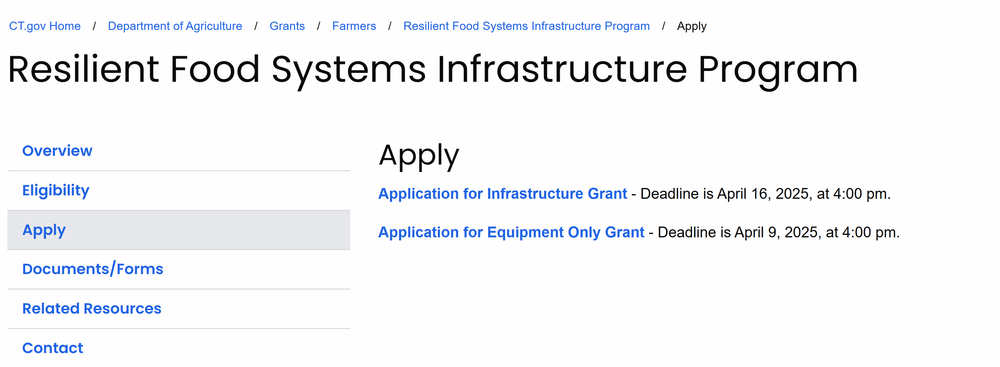 CT.gov Home / Department of Agriculture / Grants / Farmers / Resilient Food Systems Infrastructure Program / Apply
Resilient Food Systems Infrastructure Program
Overview
Eligibility
Apply
Documents/Forms
Related Resources
Contact
Apply
Application for Infrastructure Grant - Deadline is April 16, 2025, at 4:00 pm.
Application for Equipment Only Grant - Deadline is April 9, 2025, at 4:00 pm.